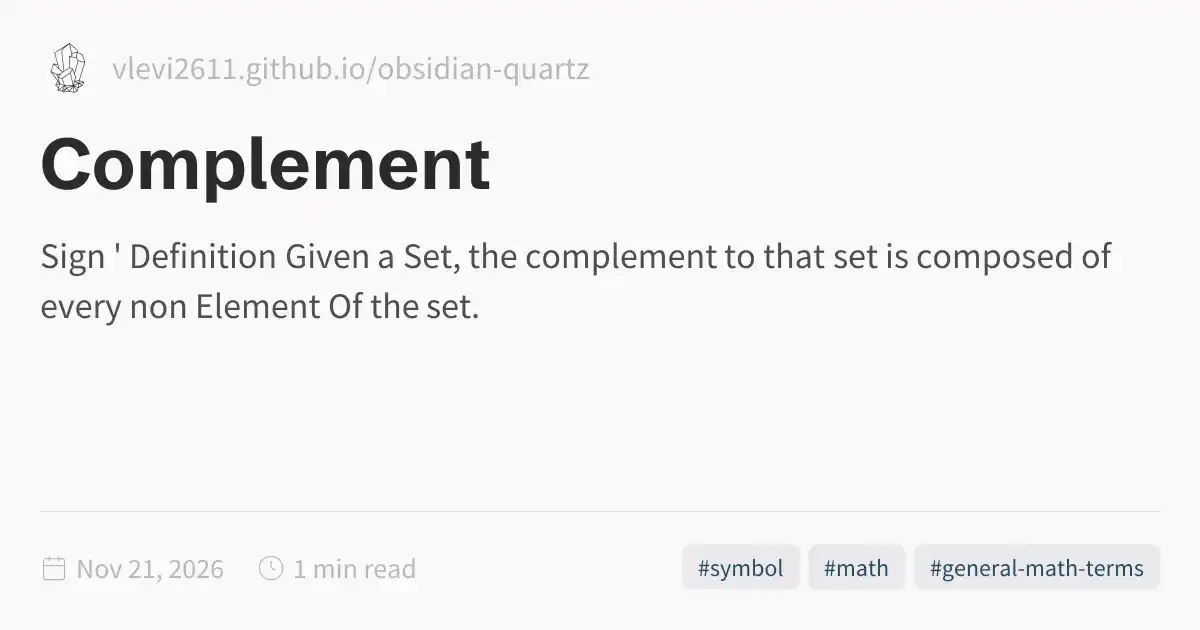 vlevi2611.github.io/obsidian-quartz
Complement
Sign ' Definition Given a Set, the complement to that set is composed of
every non Element Of the set.
Nov 21, 2026 1 min read #symbol #math #general-math-terms